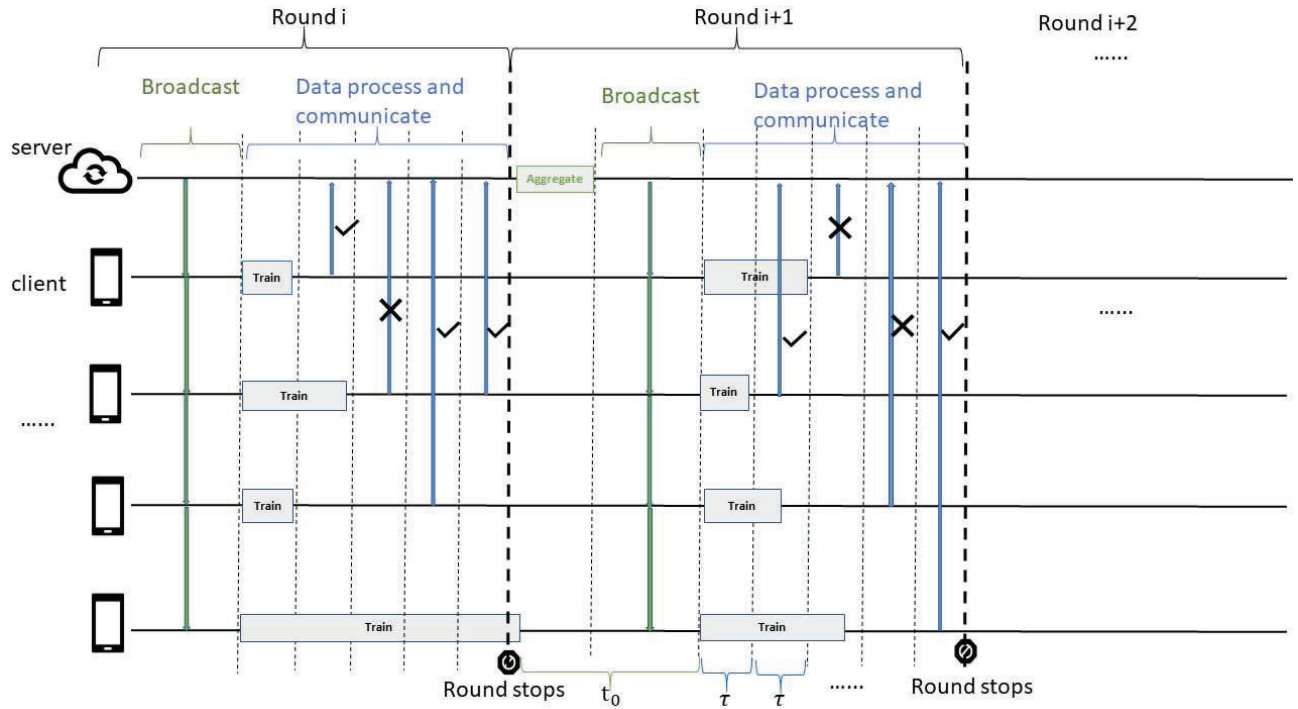 Round i
Round i+1
Round i+2
......
Broadcast
Data process and
communicate
Broadcast
Data process and
communicate
server
Aggregate
client
Train
Train
......
Train
Train
......
Train
Train
Train
Train
Round stops
t₀
τ
τ
......
Round stops